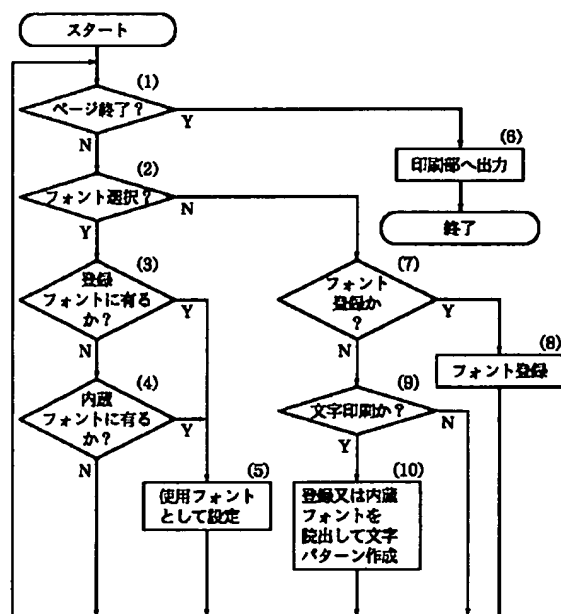 スタート
(1)
ページ終了?
Y
N
(6)
印刷部へ出力
終了
(2)
フォント選択?
N
Y
(3)
登録
フォントに有る
か?
Y
N
(4)
内蔵
フォントに有る
か?
Y
N
(5)
使用フォント
として設定
(7)
フォント
登録か
?
Y
N
(8)
フォント登録
(9)
文字印刷か?
N
Y
(10)
登録又は内蔵
フォントを
読出して文字
パターン作成